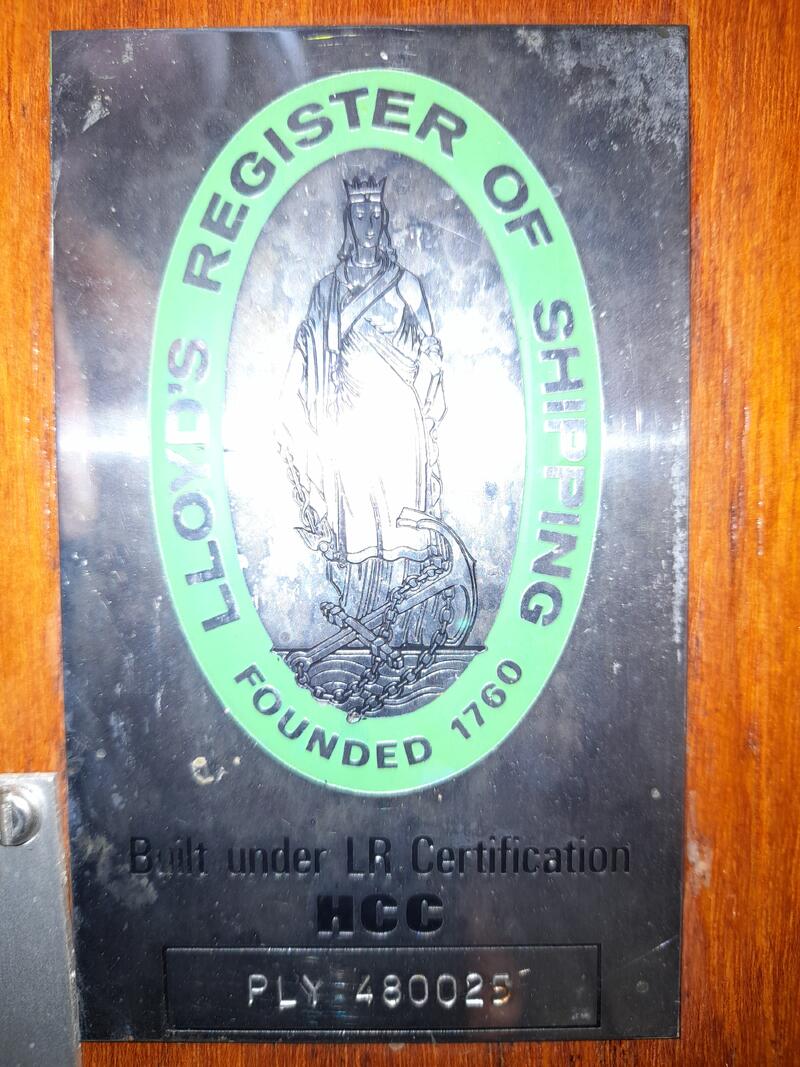 LLOYD'S REGISTER OF SHIPPING
FOUNDED 1760
Built under LR Certification
HCC
PLY 480025